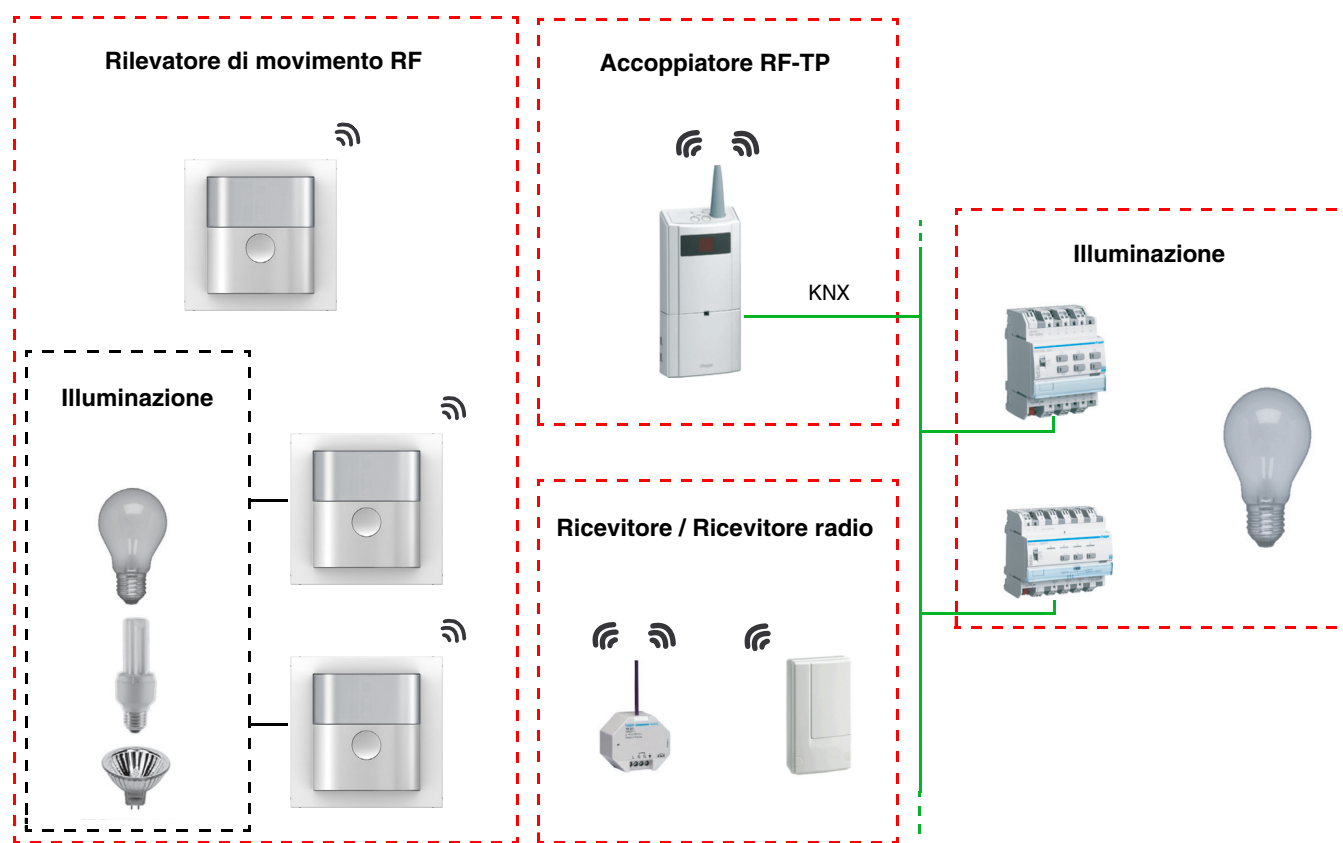 Rilevatore di movimento RF
Accoppiatore RF-TP
KNX
Illuminazione
Illuminazione
Ricevitore / Ricevitore radio